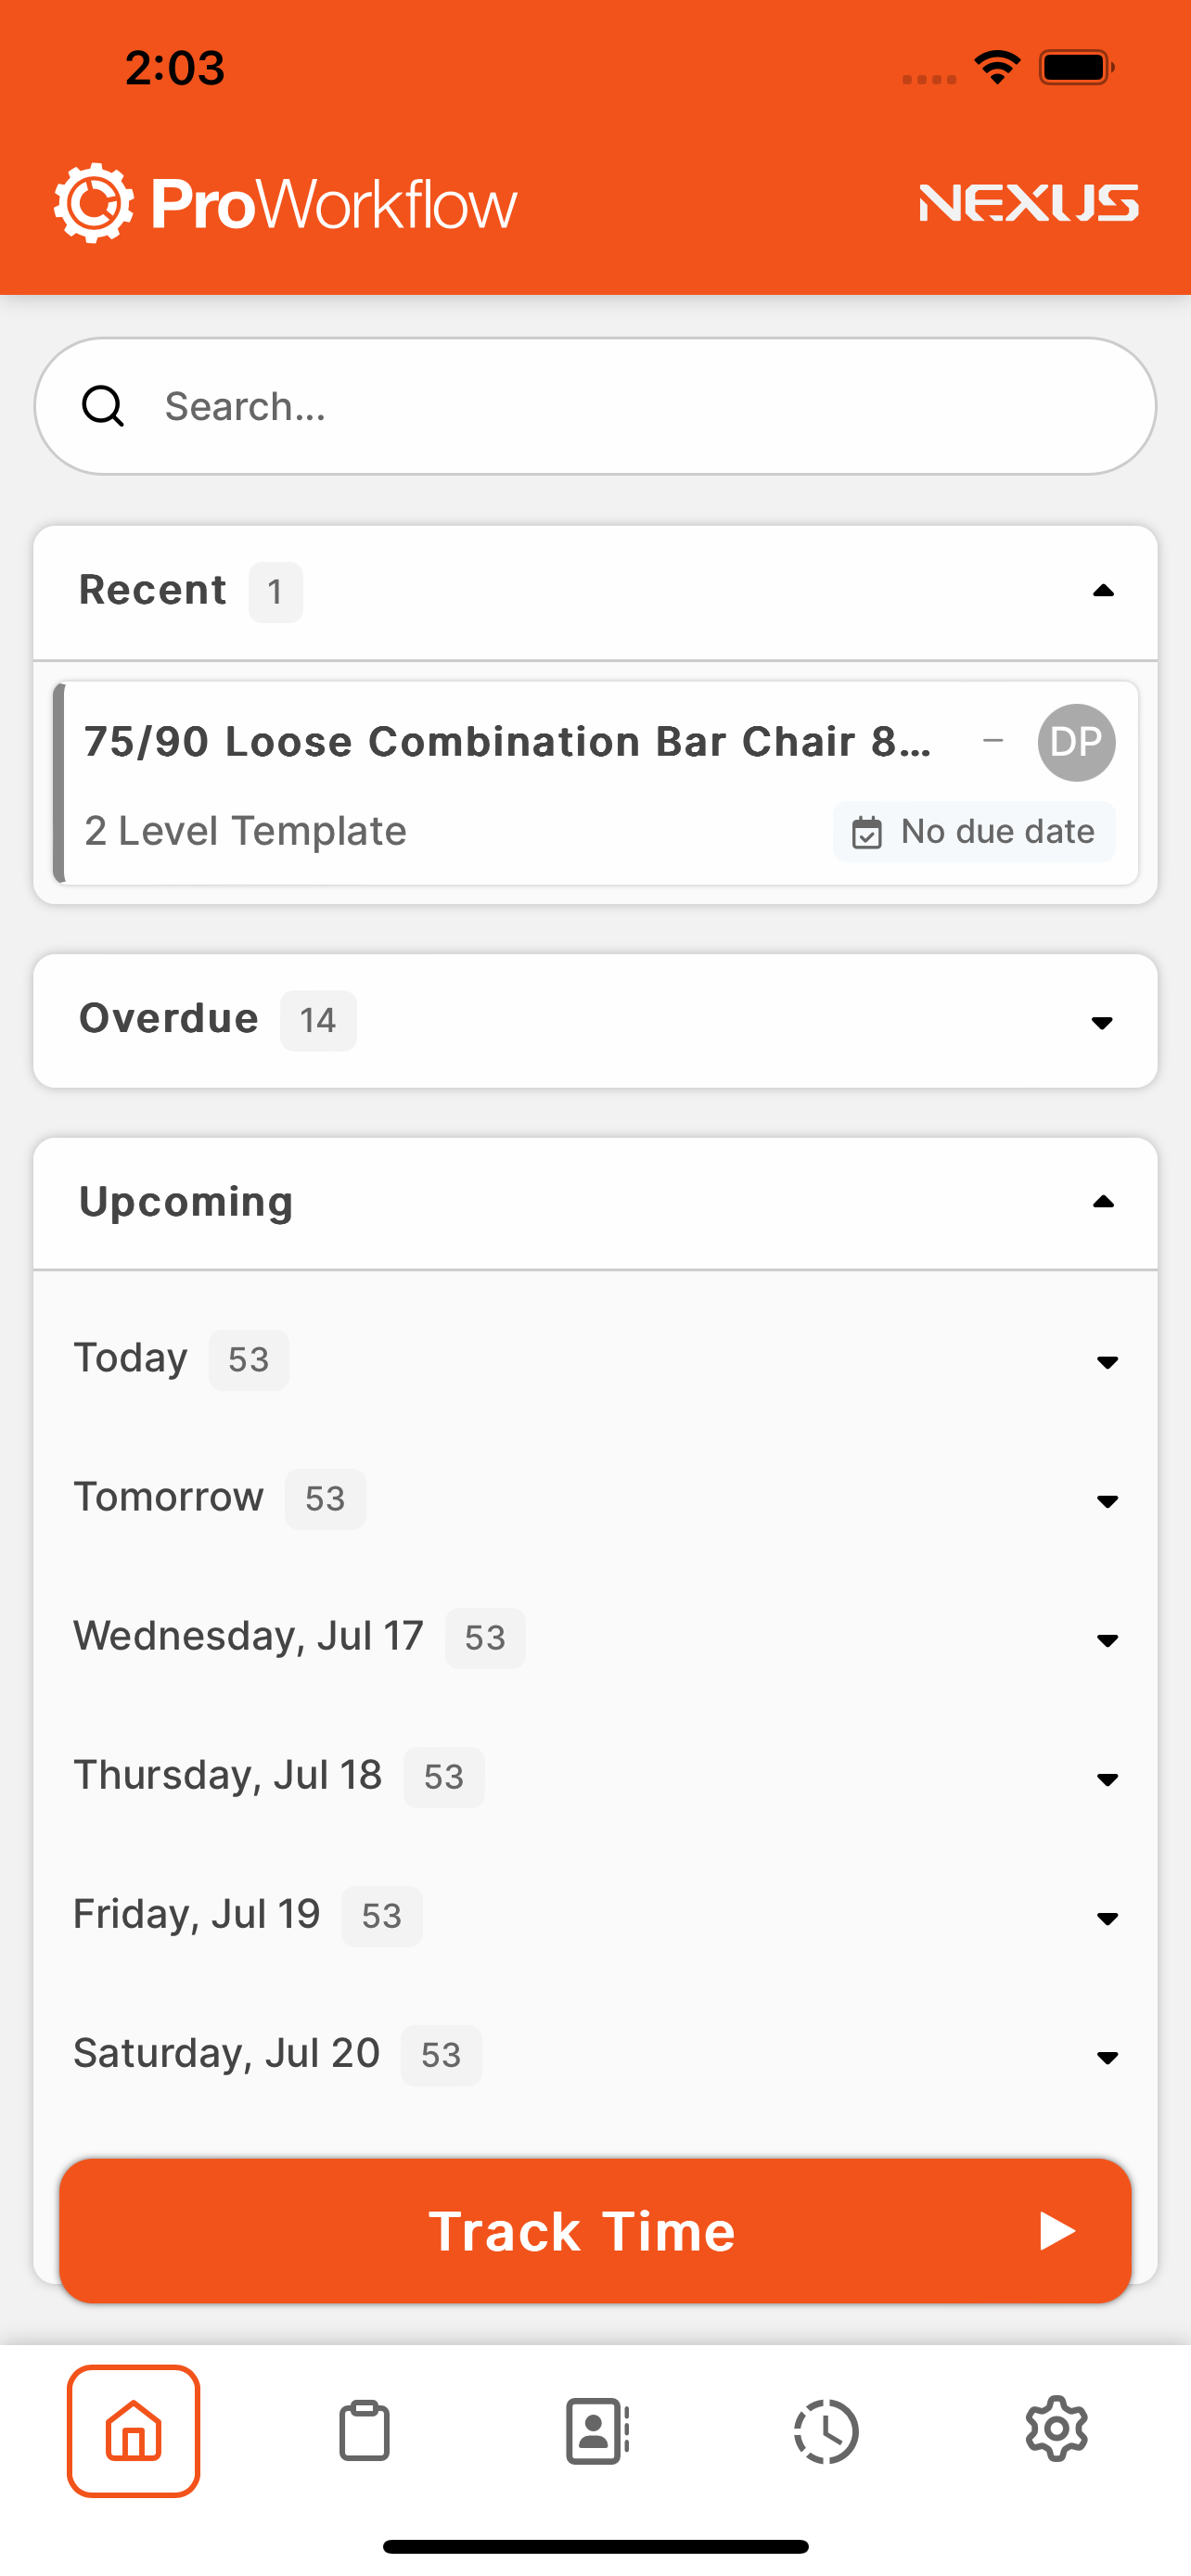 2:03
ProWorkflow
NEXUS
Search...
Recent 1
75/90 Loose Combination Bar Chair 8...
–
DP
2 Level Template
No due date
Overdue 14
Upcoming
Today 53
Tomorrow 53
Wednesday, Jul 17 53
Thursday, Jul 18 53
Friday, Jul 19 53
Saturday, Jul 20 53
Track Time